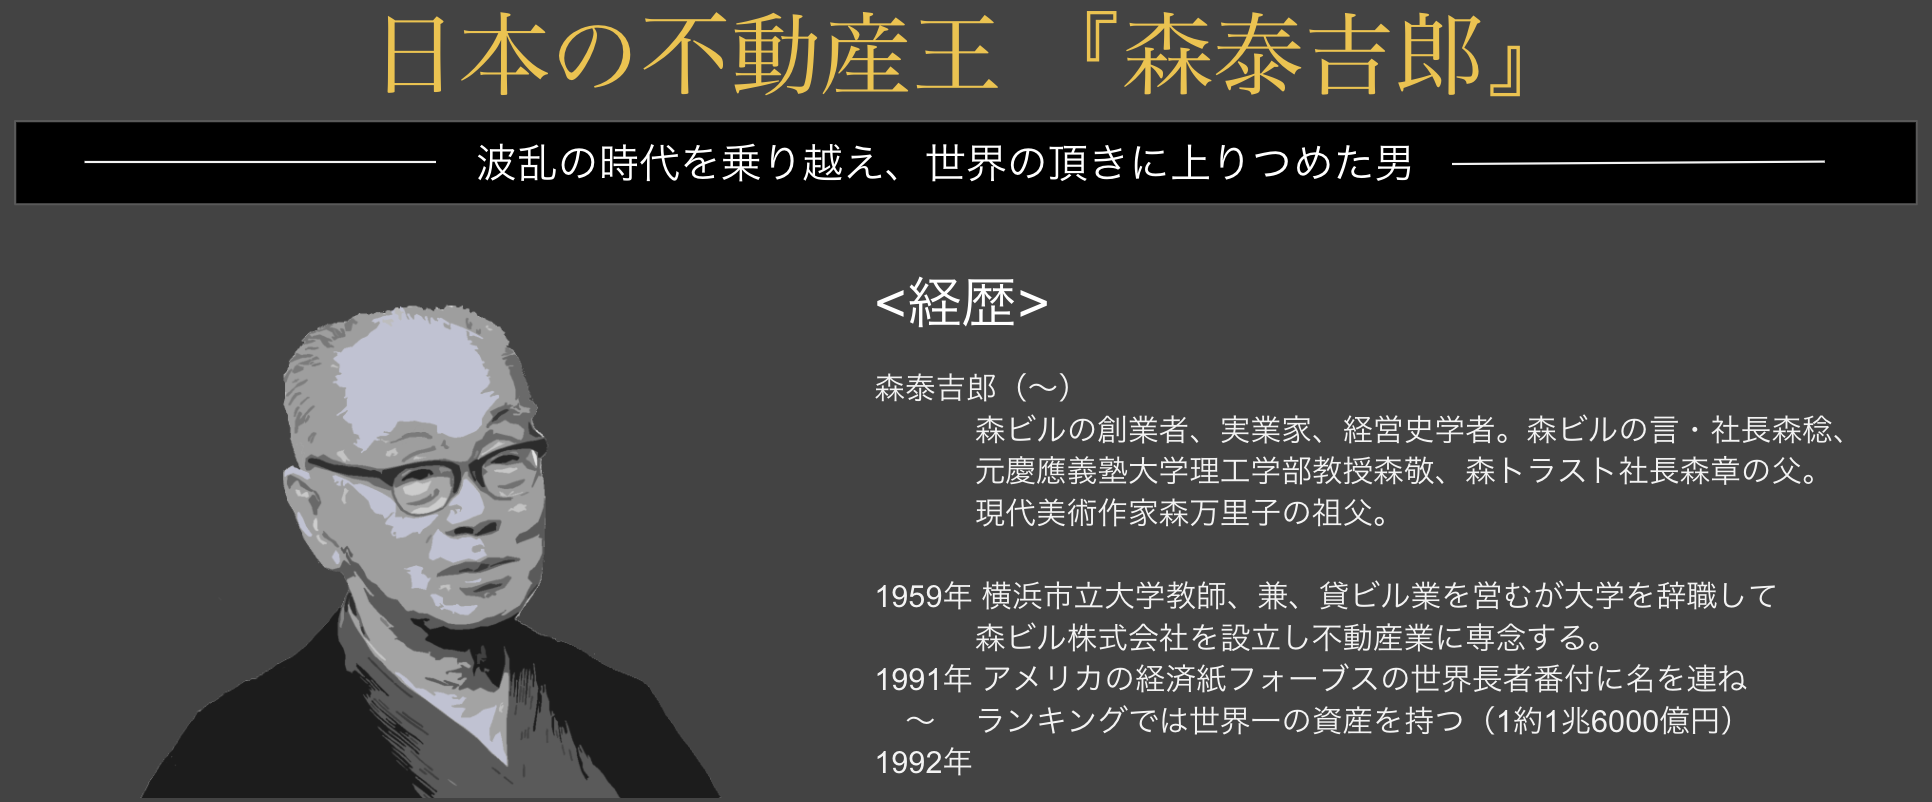 日本の不動産王 『森泰吉郎』
波乱の時代を乗り越え、世界の頂きに上りつめた男
<経歴>
森泰吉郎（～）
森ビルの創業者、実業家、経営史学者。森ビルの言・社長森稔、
元慶應義塾大学理工学部教授森敬、森トラスト社長森章の父。
現代美術作家森万里子の祖父。
1959年 横浜市立大学教師、兼、貸ビル業を営むが大学を辞職して
森ビル株式会社を設立し不動産業に専念する。
1991年 アメリカの経済紙フォーブスの世界長者番付に名を連ね
～ ランキングでは世界一の資産を持つ（1約1兆6000億円）
1992年